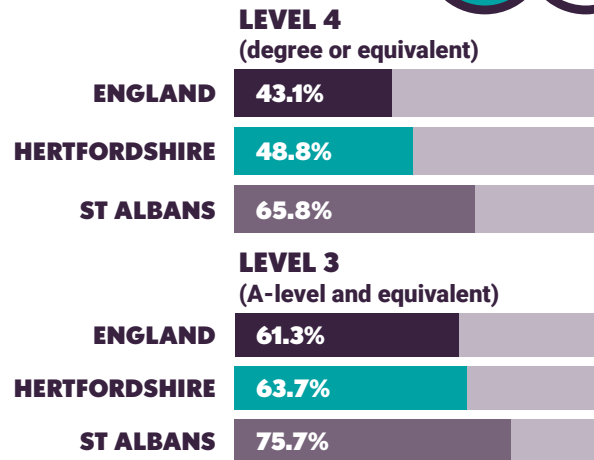 LEVEL 4
(degree or equivalent)
ENGLAND 43.1%
HERTFORDSHIRE 48.8%
ST ALBANS 65.8%
LEVEL 3
(A-level and equivalent)
ENGLAND 61.3%
HERTFORDSHIRE 63.7%
ST ALBANS 75.7%